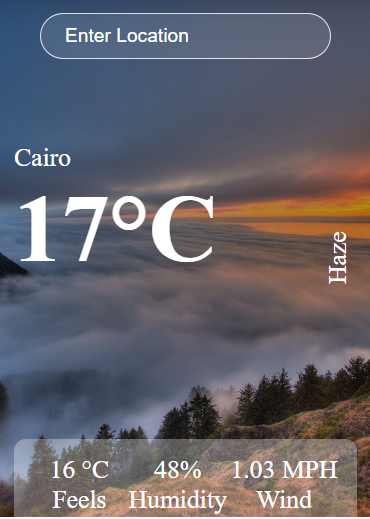 Enter Location
Cairo
17°C
Haze
16 °C 48% 1.03 MPH
Feels Humidity Wind